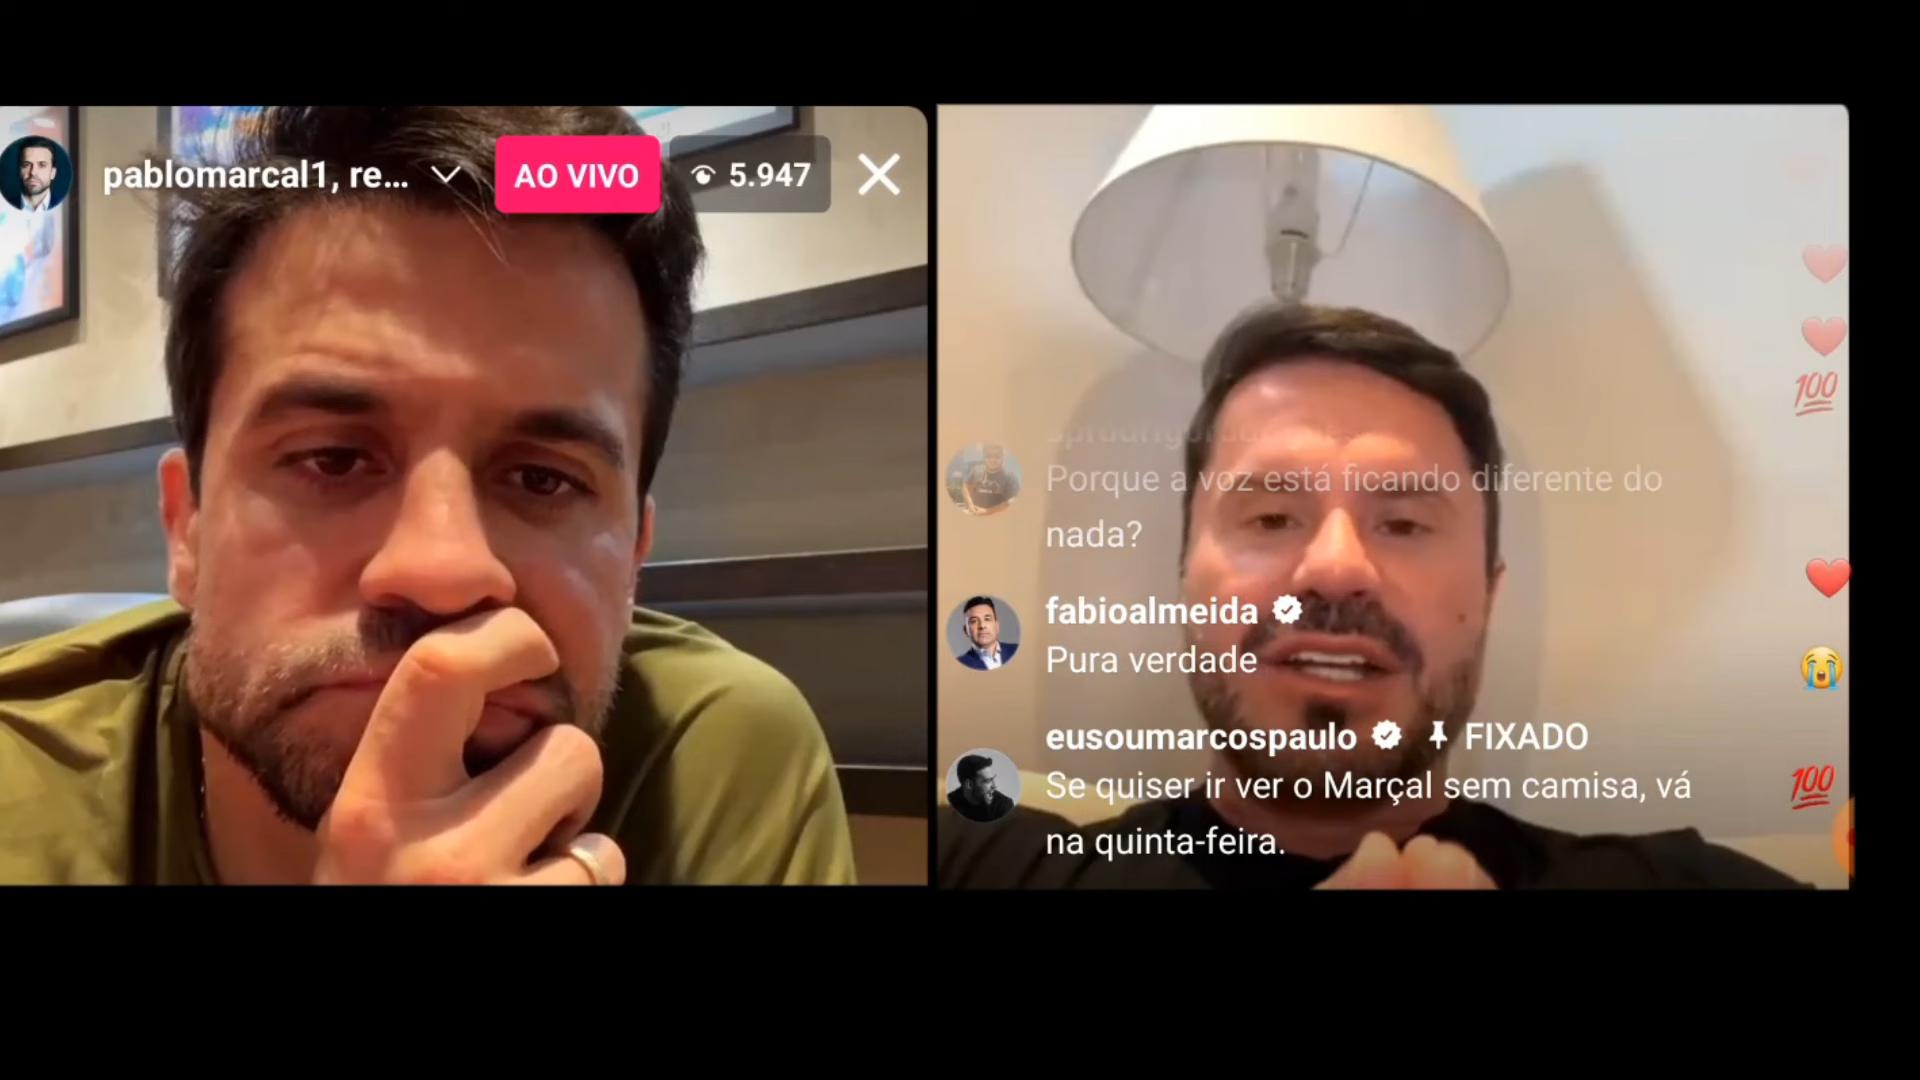 pablomarcal1, re...
AO VIVO
5.947
Porque a voz está ficando diferente do
nada?
fabioalmeida
Pura verdade
eusoumarcospaulo FIXADO
Se quiser ir ver o Marçal sem camisa, vá
na quinta-feira.
100
100